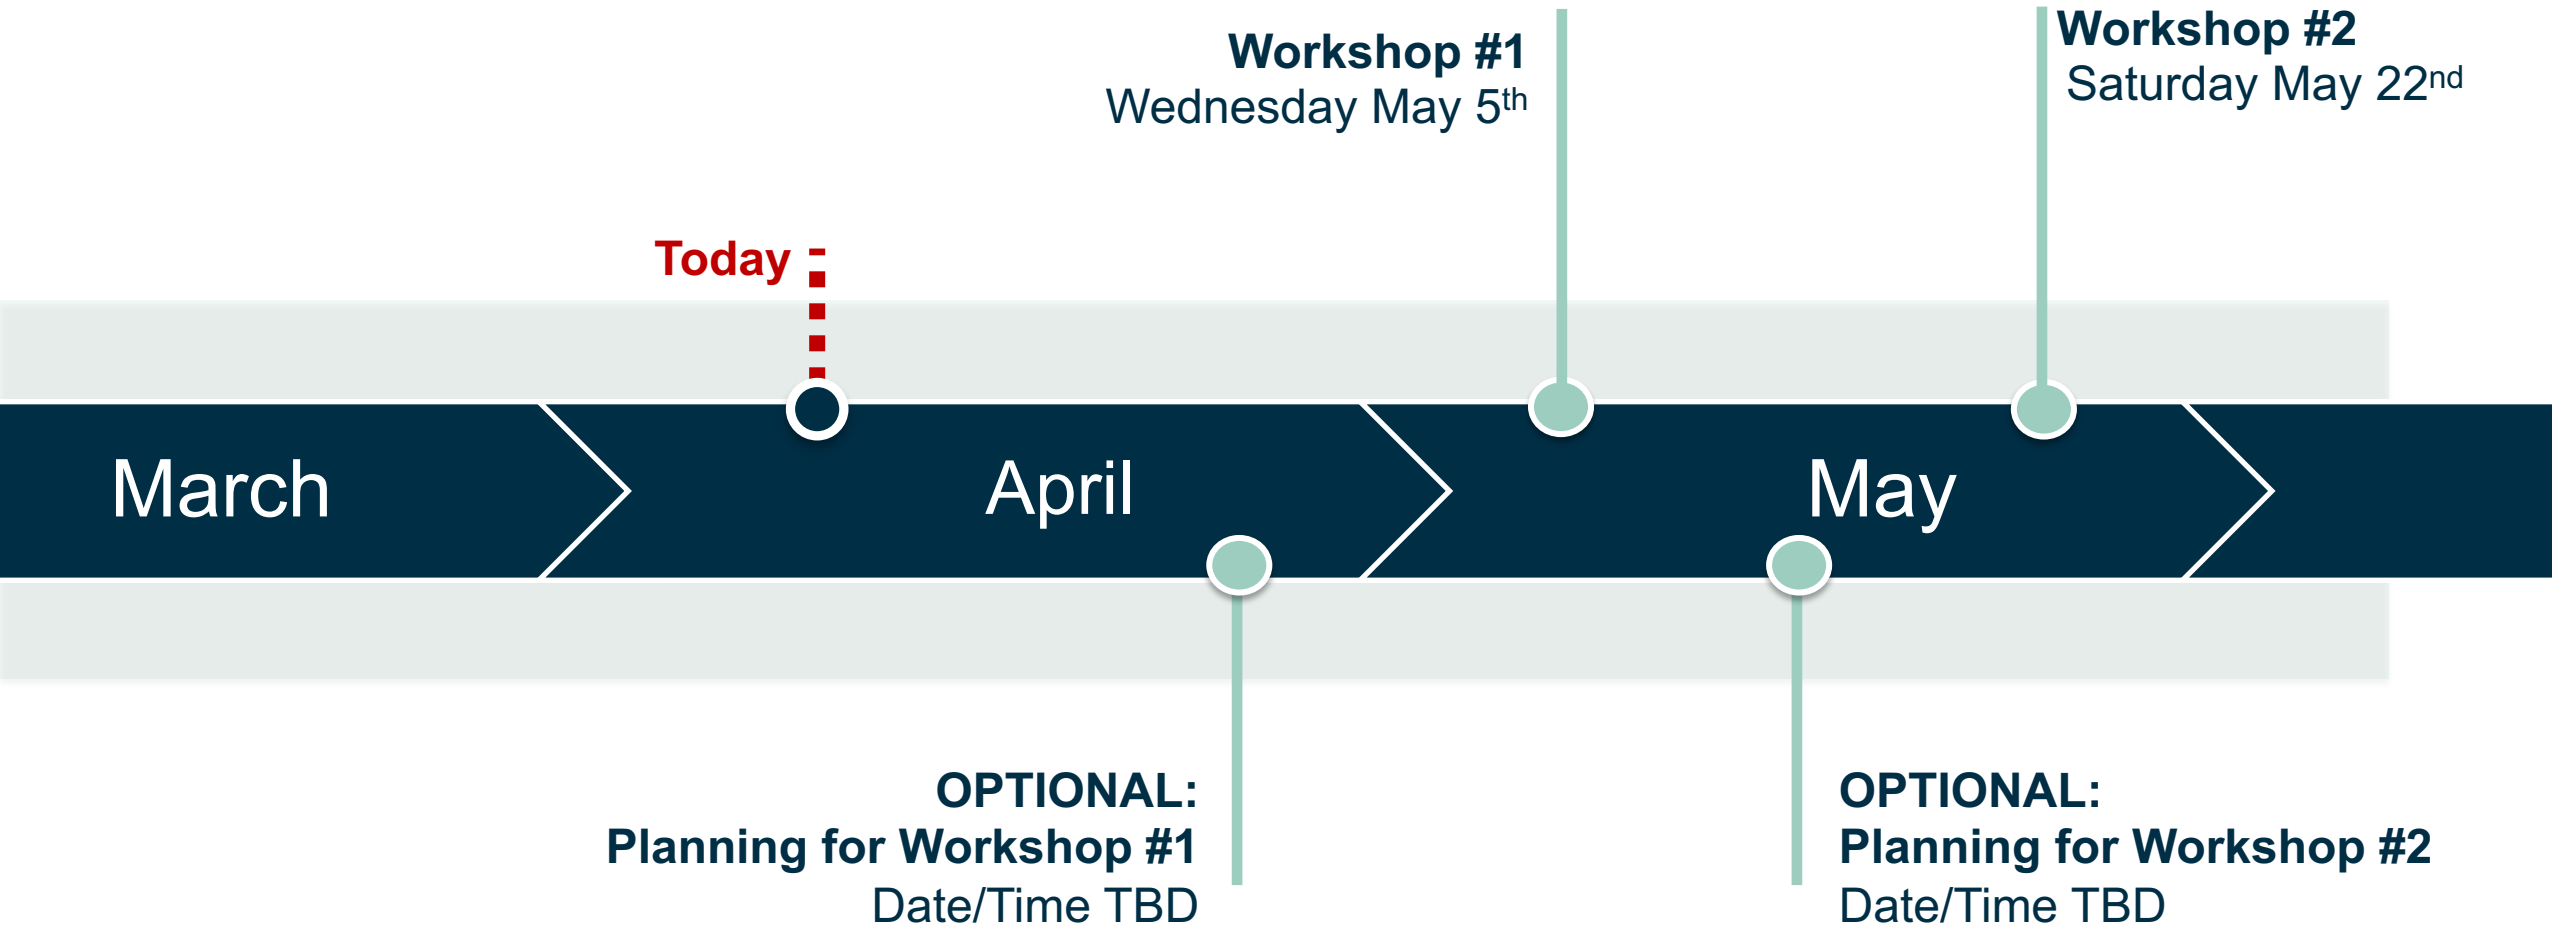 Workshop #1
Wednesday May 5th
Workshop #2
Saturday May 22nd
Today
March
April
May
OPTIONAL:
Planning for Workshop #1
Date/Time TBD
OPTIONAL:
Planning for Workshop #2
Date/Time TBD